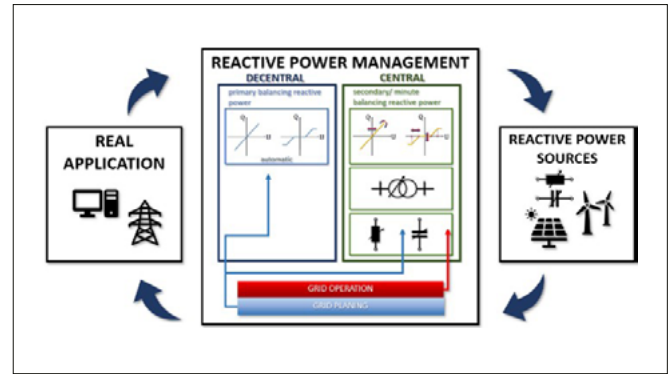 REACTIVE POWER MANAGEMENT
DECENTRAL
primary balancing reactive
power
Q
U
Q
U
automatic
CENTRAL
secondary/ minute
balancing reactive power
Q
U
Q
U
REAL
APPLICATION
REACTIVE POWER
SOURCES
GRID OPERATION
GRID PLANING